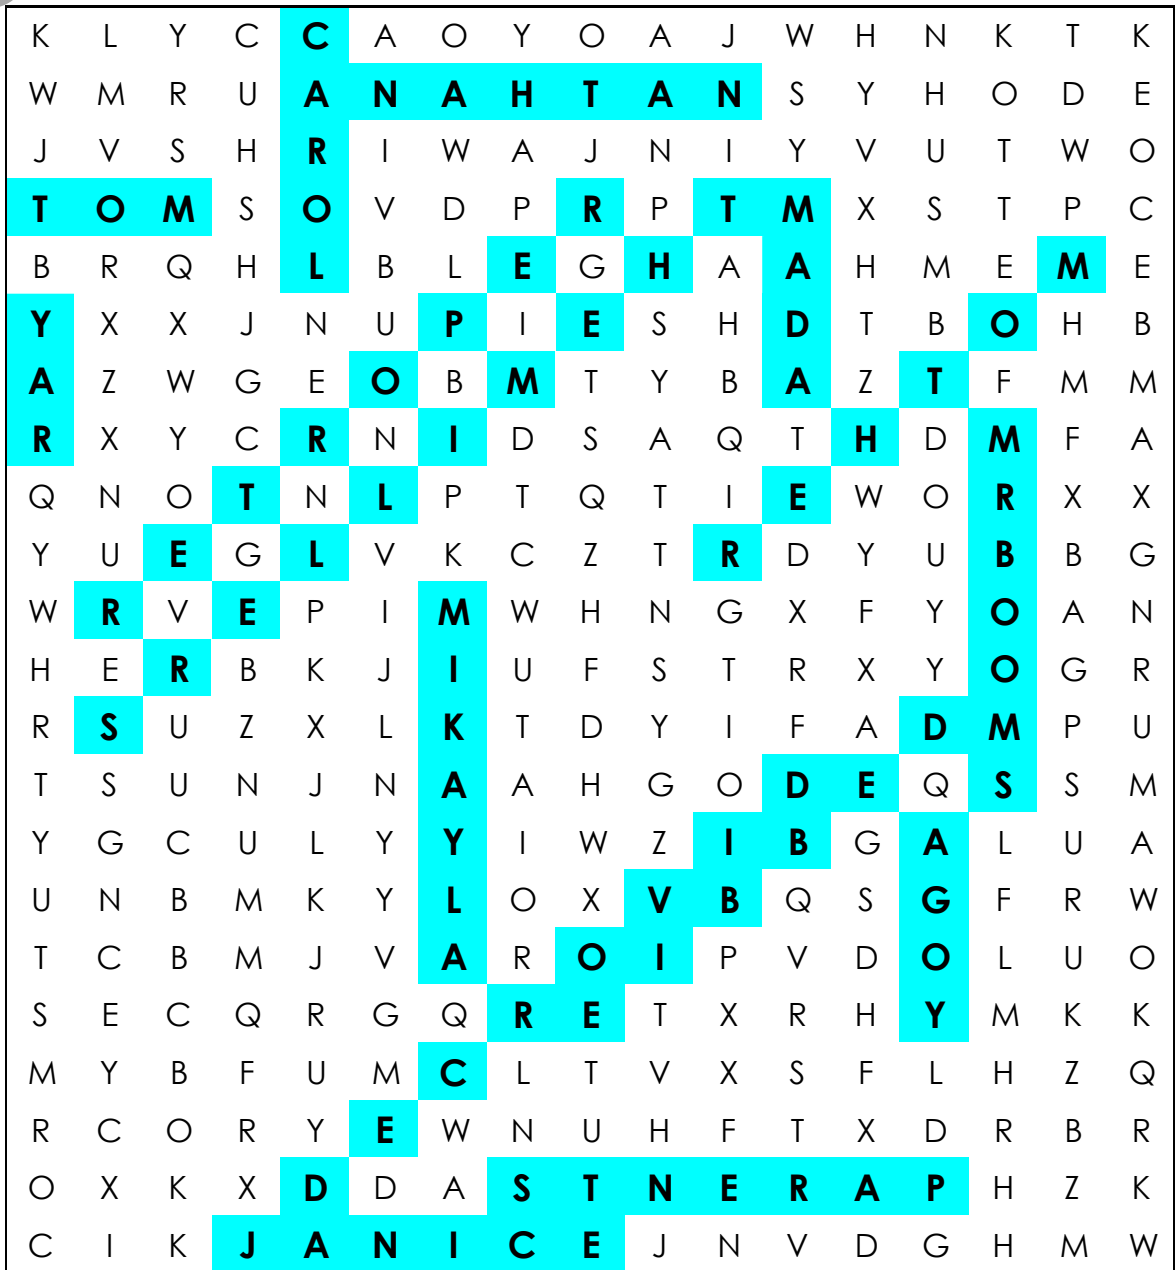 K L Y C C A O Y O A J W H N K T K
W M R U A N A H T A N S Y H O D E
J V S H R I W A J N I Y V U T W O
T O M S O V D P R P T M X S T P C
B R Q H L B L E G H A A H M E M E
Y X X J N U P I E S H D T B O H B
A Z W G E O B M T Y B A Z T F M M
R X Y C R N I D S A Q T H D M F A
Q N O T N L P T Q T I E W O R X X
Y U E G L V K C Z T R D Y U B B G
W R V E P I M W H N G X F Y O A N
H E R B K J I U F S T R X Y O G R
R S U Z X L K T D Y I F A D M P U
T S U N J N A A H G O D E Q S S M
Y G C U L Y Y I W Z I B G A L U A
U N B M K Y L O X V B Q S G F R W
T C B M J V A R O I P V D O L U O
S E C Q R G Q R E T X R H Y M K K
M Y B F U M C L T V X S F L H Z Q
R C O R Y E W N U H F T X D R B R
O X K X D D A S T N E R A P H Z K
C I K J A N I C E J N V D G H M W